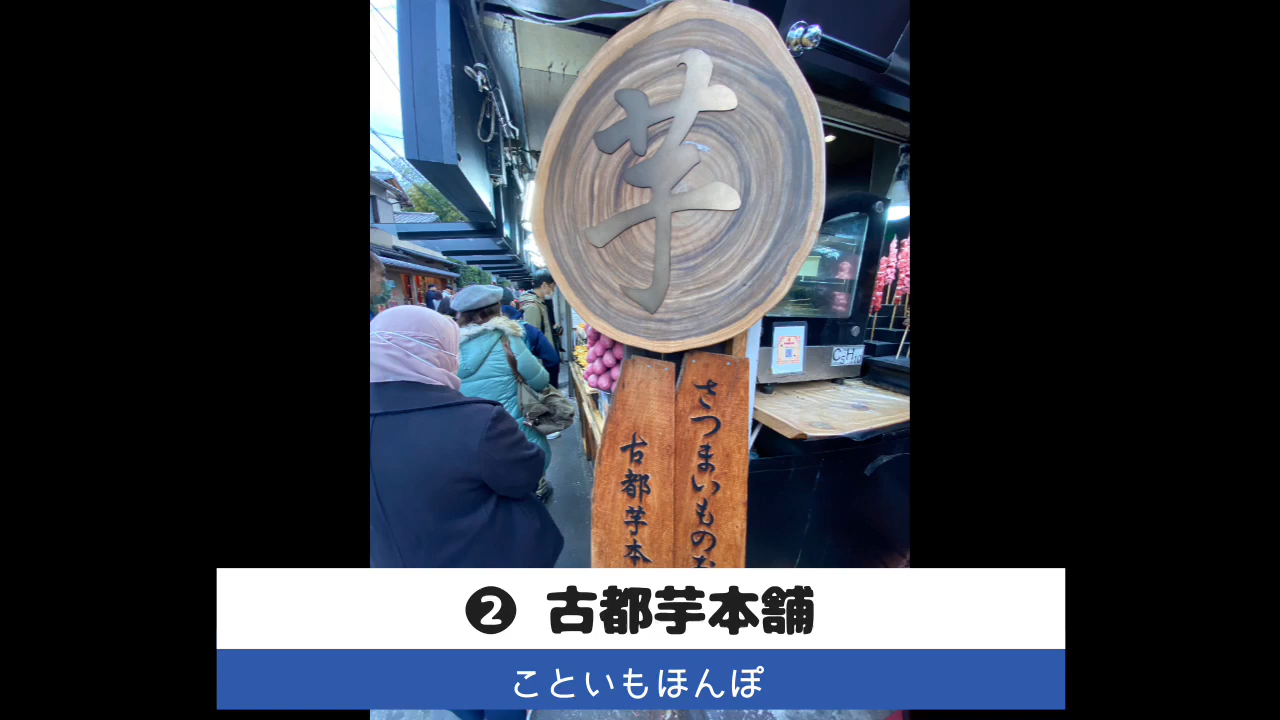 芋
さつまいものお
古都芋本
C5H10
❷ 古都芋本舗
こといもほんぽ